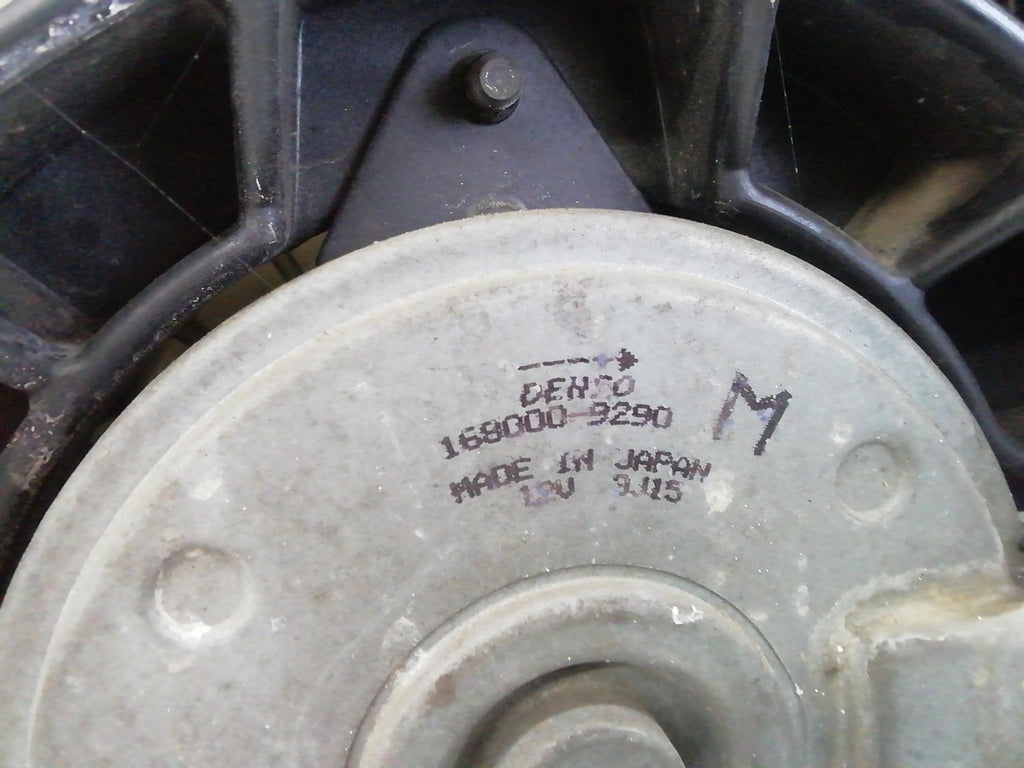 DENSO
168000-9290
M
MADE IN JAPAN
12V 9J15